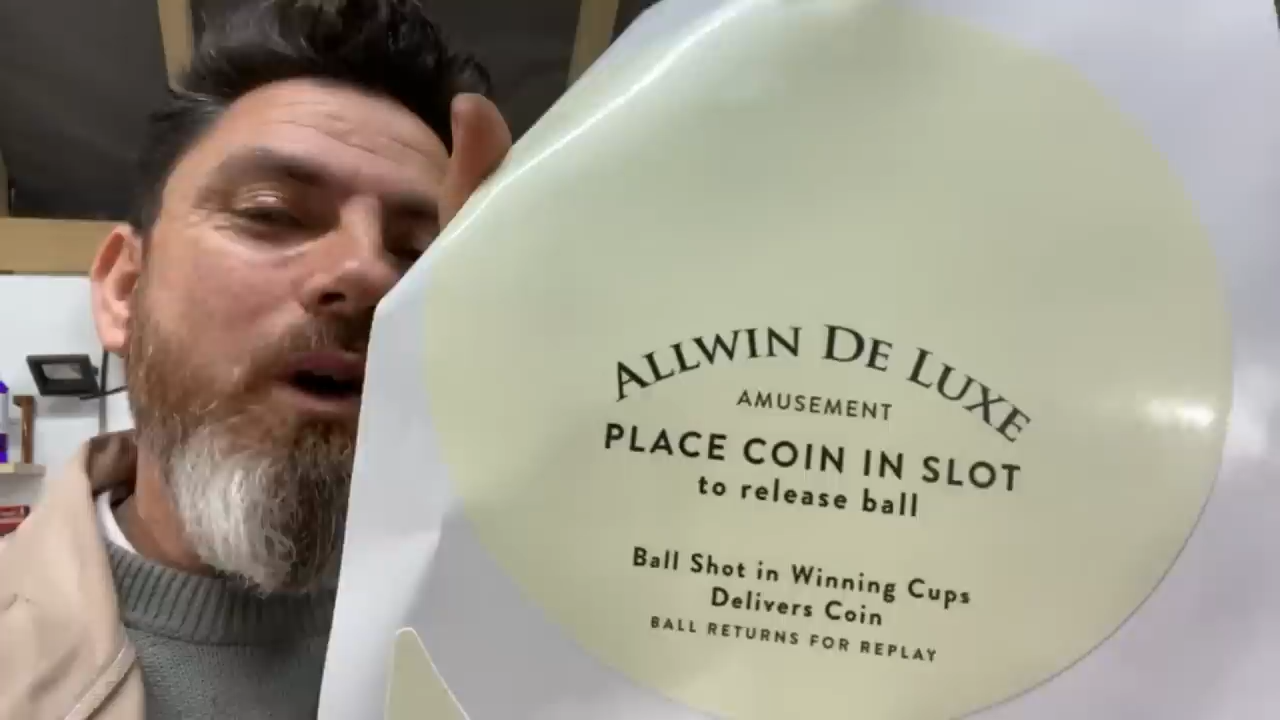 ALLWIN DE LUXE
AMUSEMENT
PLACE COIN IN SLOT
to release ball
Ball Shot in Winning Cups
Delivers Coin
BALL RETURNS FOR REPLAY